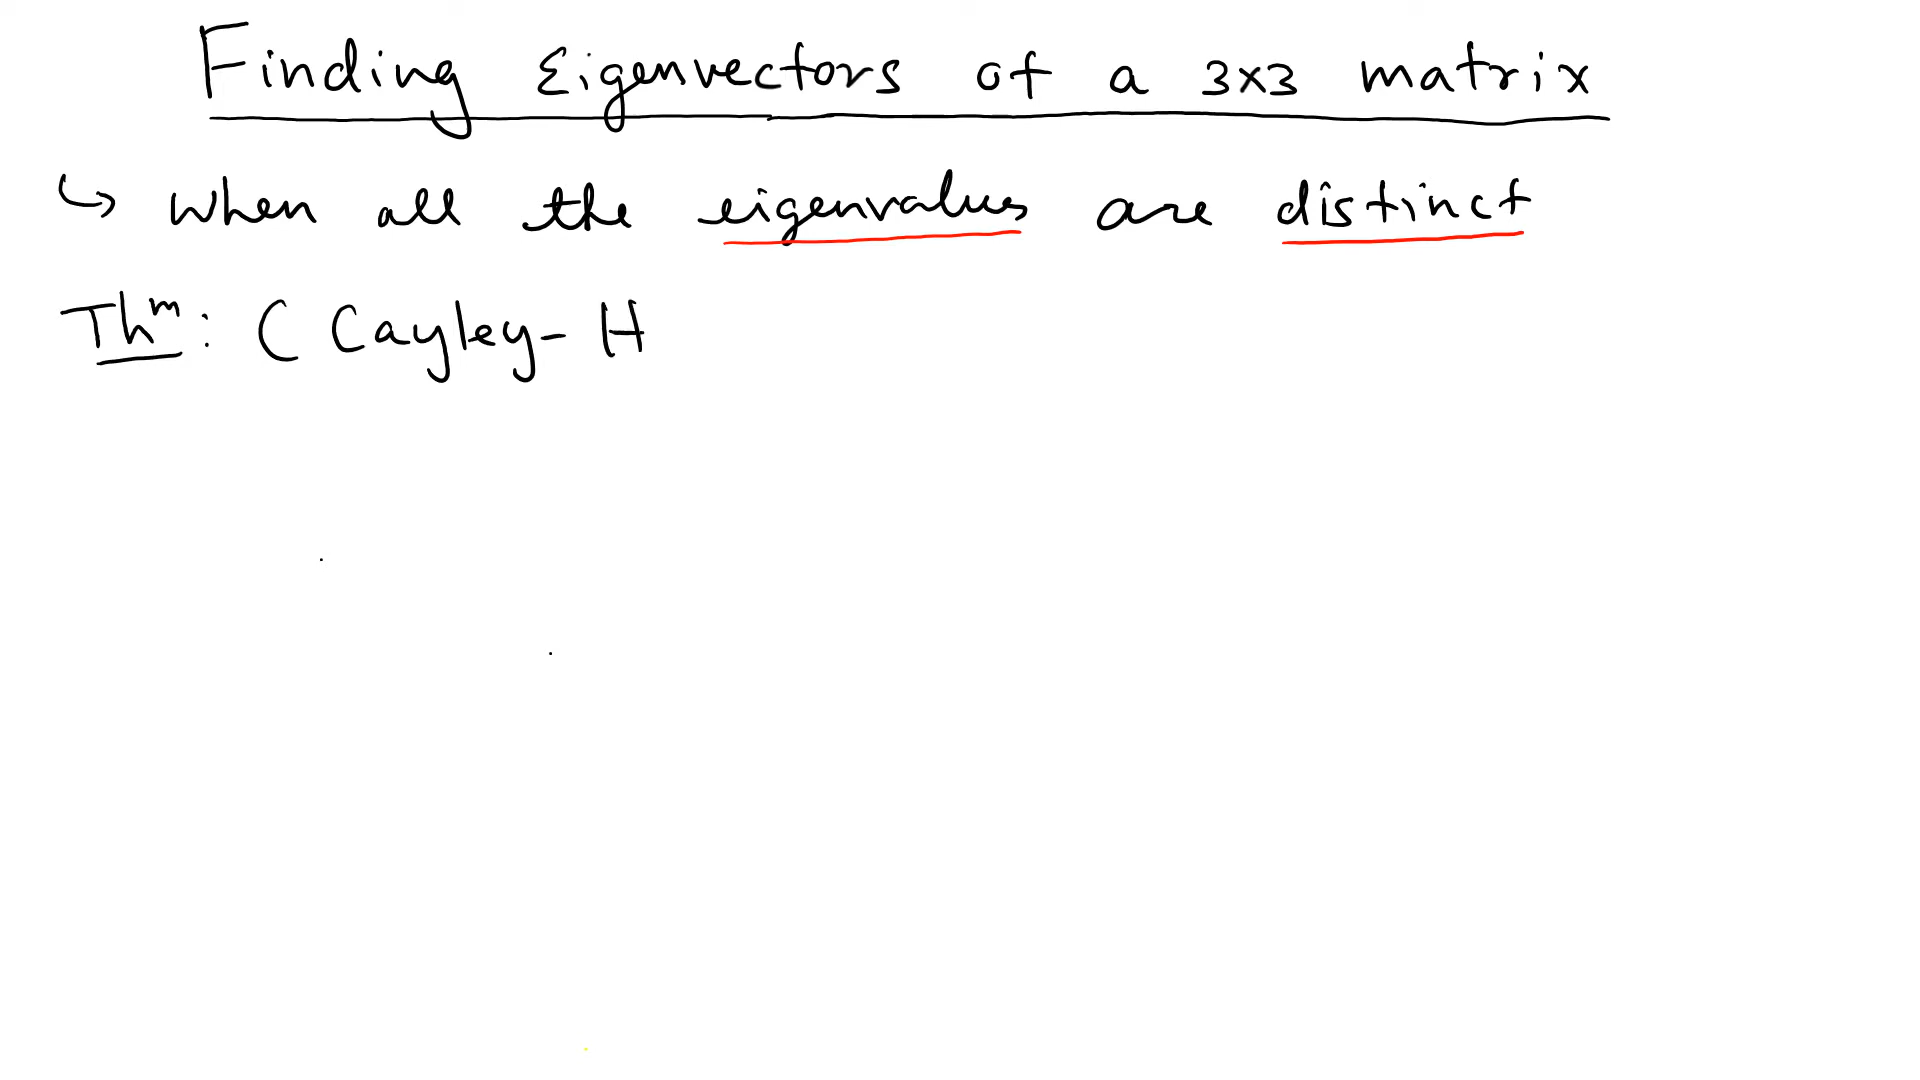 Finding Eigenvectors of a 3x3 matrix
↪ when all the eigenvalues are distinct
Thᵐ: ( Cayley- H